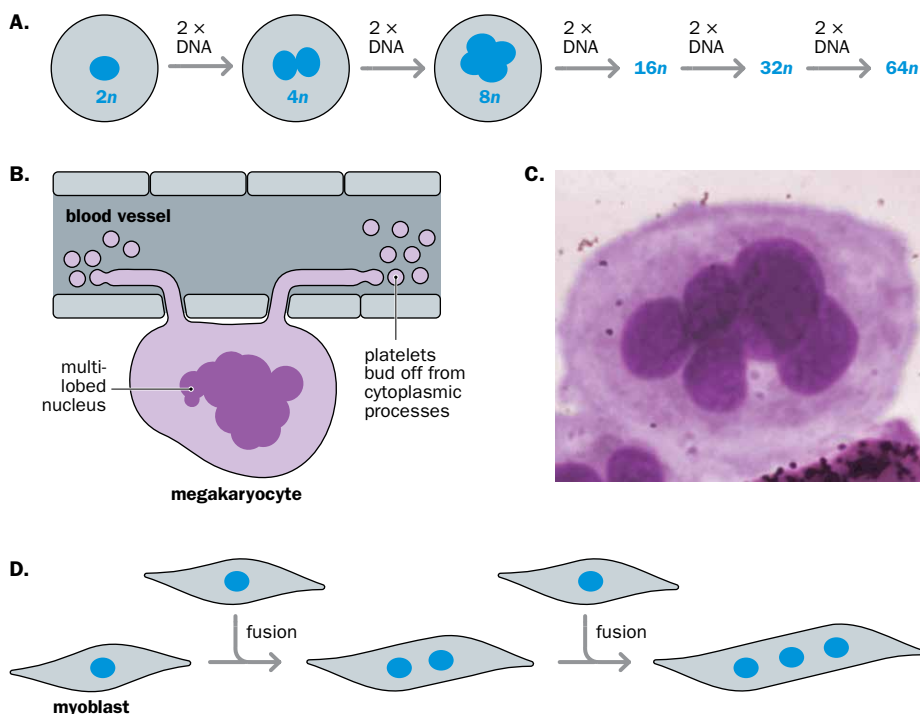 A.
2 ×
DNA
2 ×
DNA
2 ×
DNA
2 ×
DNA
2 ×
DNA
2n
4n
8n
16n
32n
64n
B.
blood vessel
multi-
lobed
nucleus
platelets
bud off from
cytoplasmic
processes
megakaryocyte
C.
D.
fusion
fusion
myoblast